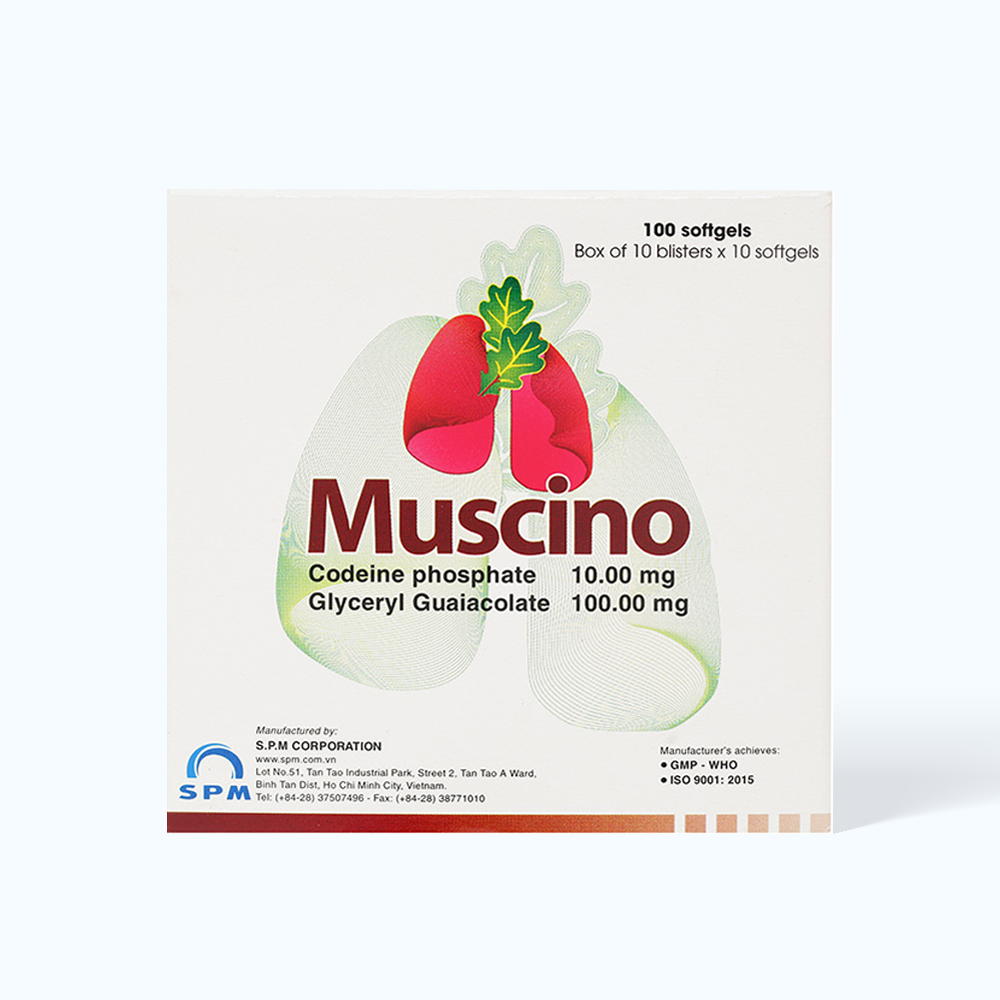 100 softgels
Box of 10 blisters x 10 softgels
Muscino
Codeine phosphate 10.00 mg
Glyceryl Guaiacolate 100.00 mg
Manufactured by:
S.P.M CORPORATION
www.spm.com.vn
Lot No.51, Tan Tao Industrial Park, Street 2, Tan Tao A Ward,
Binh Tan Dist, Ho Chi Minh City, Vietnam.
Tel: (+84-28) 37507496 - Fax: (+84-28) 38771010
SPM
Manufacturer's achieves:
• GMP - WHO
• ISO 9001: 2015